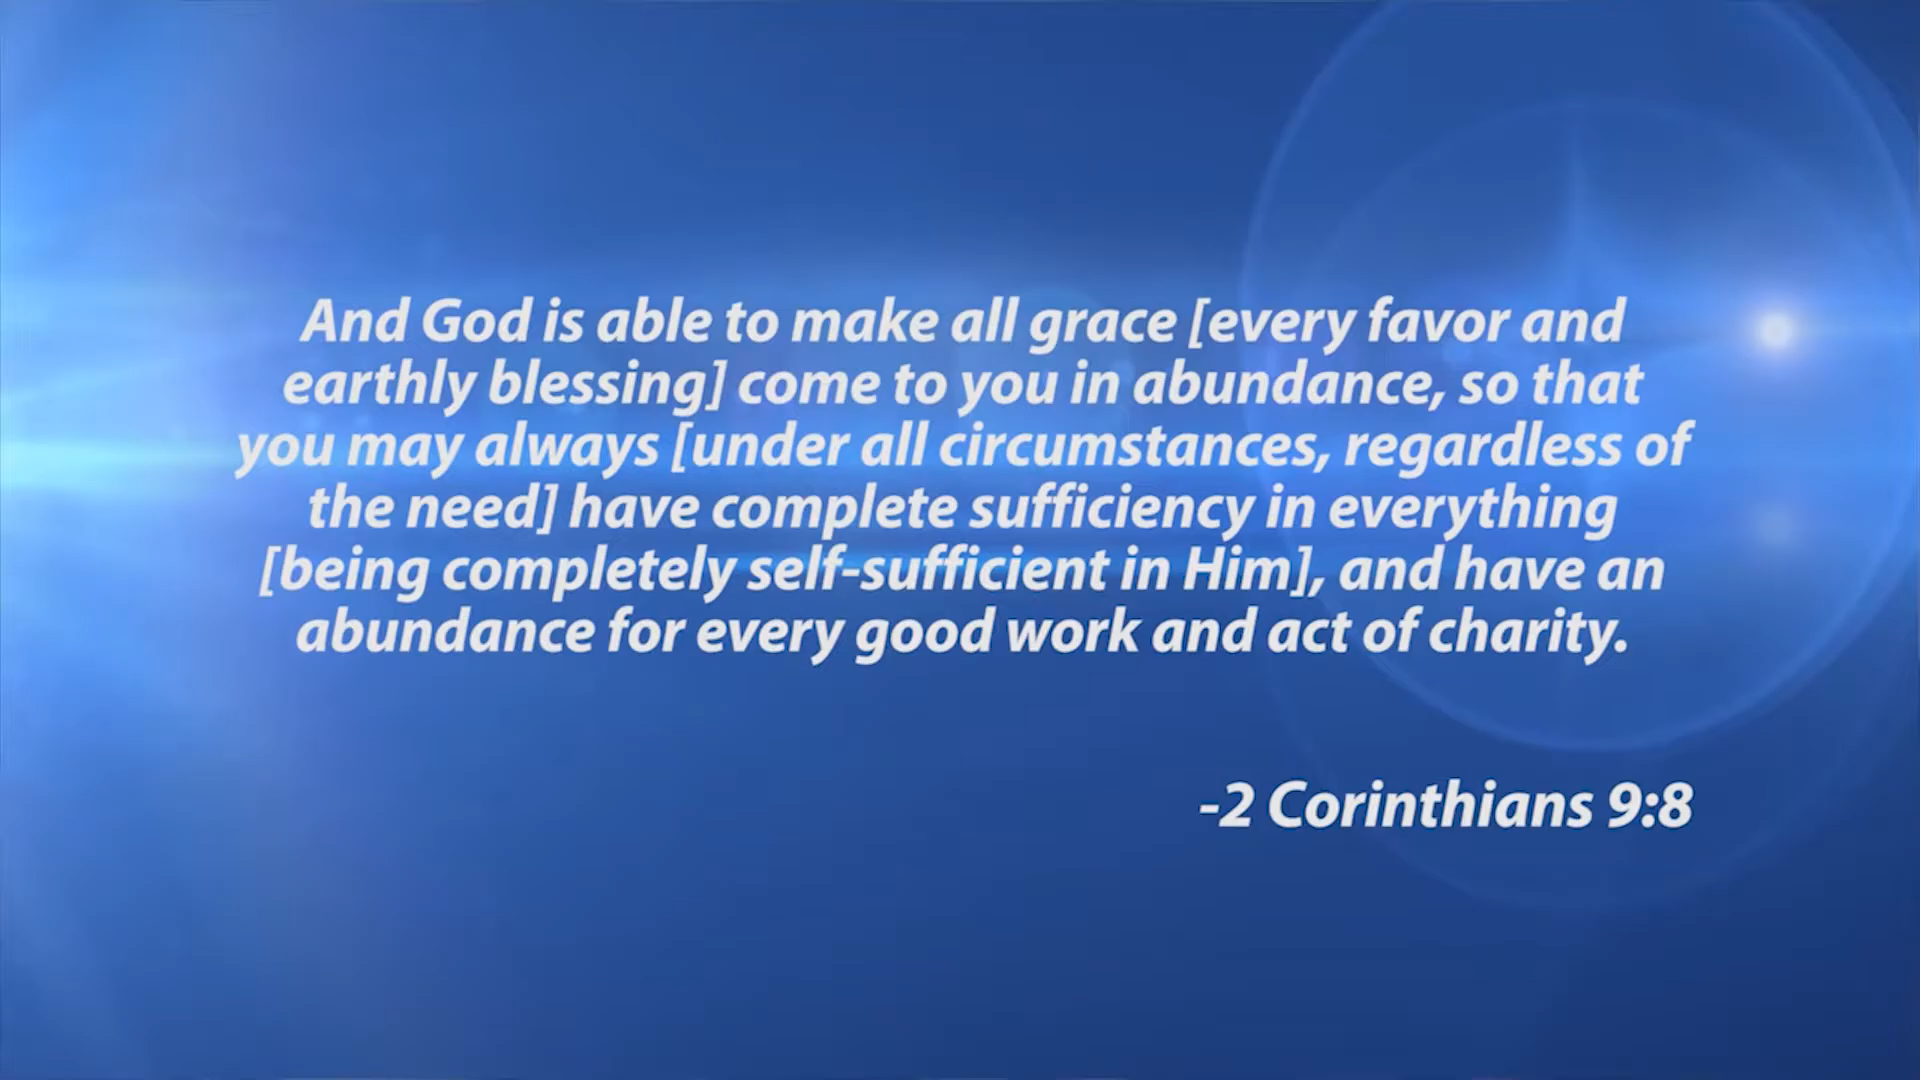 And God is able to make all grace [every favor and
earthly blessing] come to you in abundance, so that
you may always [under all circumstances, regardless of
the need] have complete sufficiency in everything
[being completely self-sufficient in Him], and have an
abundance for every good work and act of charity.
-2 Corinthians 9:8